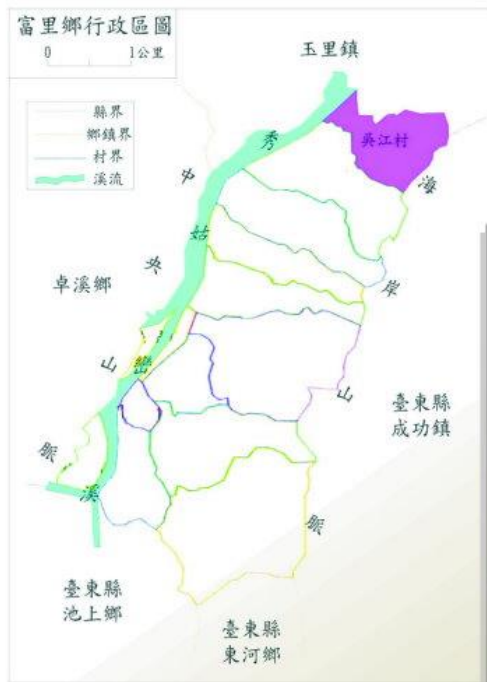 富里鄉行政區圖
0 1公里
縣界
鄉鎮界
村界
溪流
玉里鎮
吳江村
秀
姑
巒
溪
中
央
山
脈
海
岸
山
脈
卓溪鄉
臺東縣
成功鎮
臺東縣
池上鄉
臺東縣
東河鄉